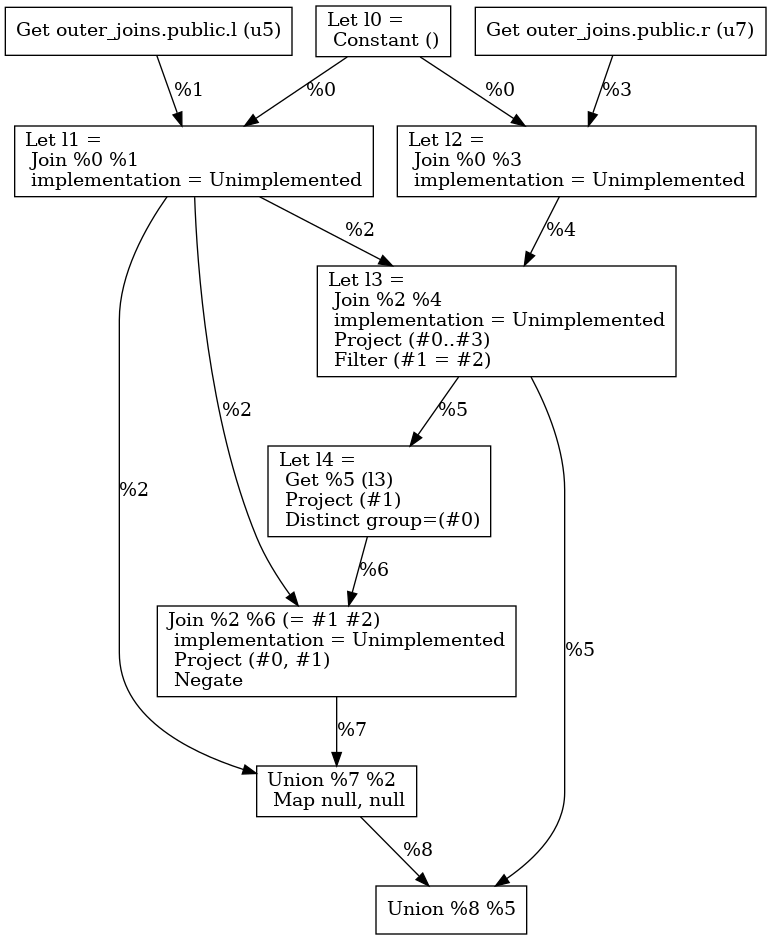 Get outer_joins.public.l (u5)
Let l0 =
Constant ()
Get outer_joins.public.r (u7)
%1
%0
%0
%3
Let l1 =
Join %0 %1
implementation = Unimplemented
Let l2 =
Join %0 %3
implementation = Unimplemented
%2
%4
Let l3 =
Join %2 %4
implementation = Unimplemented
Project (#0..#3)
Filter (#1 = #2)
%2
%5
Let l4 =
Get %5 (l3)
Project (#1)
Distinct group=(#0)
%2
%6
Join %2 %6 (= #1 #2)
implementation = Unimplemented
Project (#0, #1)
Negate
%5
%7
Union %7 %2
Map null, null
%8
Union %8 %5